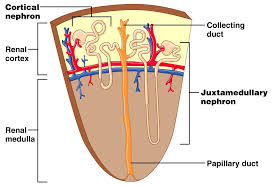 Cortical
nephron
Renal
cortex
Collecting
duct
Juxtamedullary
nephron
Renal
medulla
Papillary duct